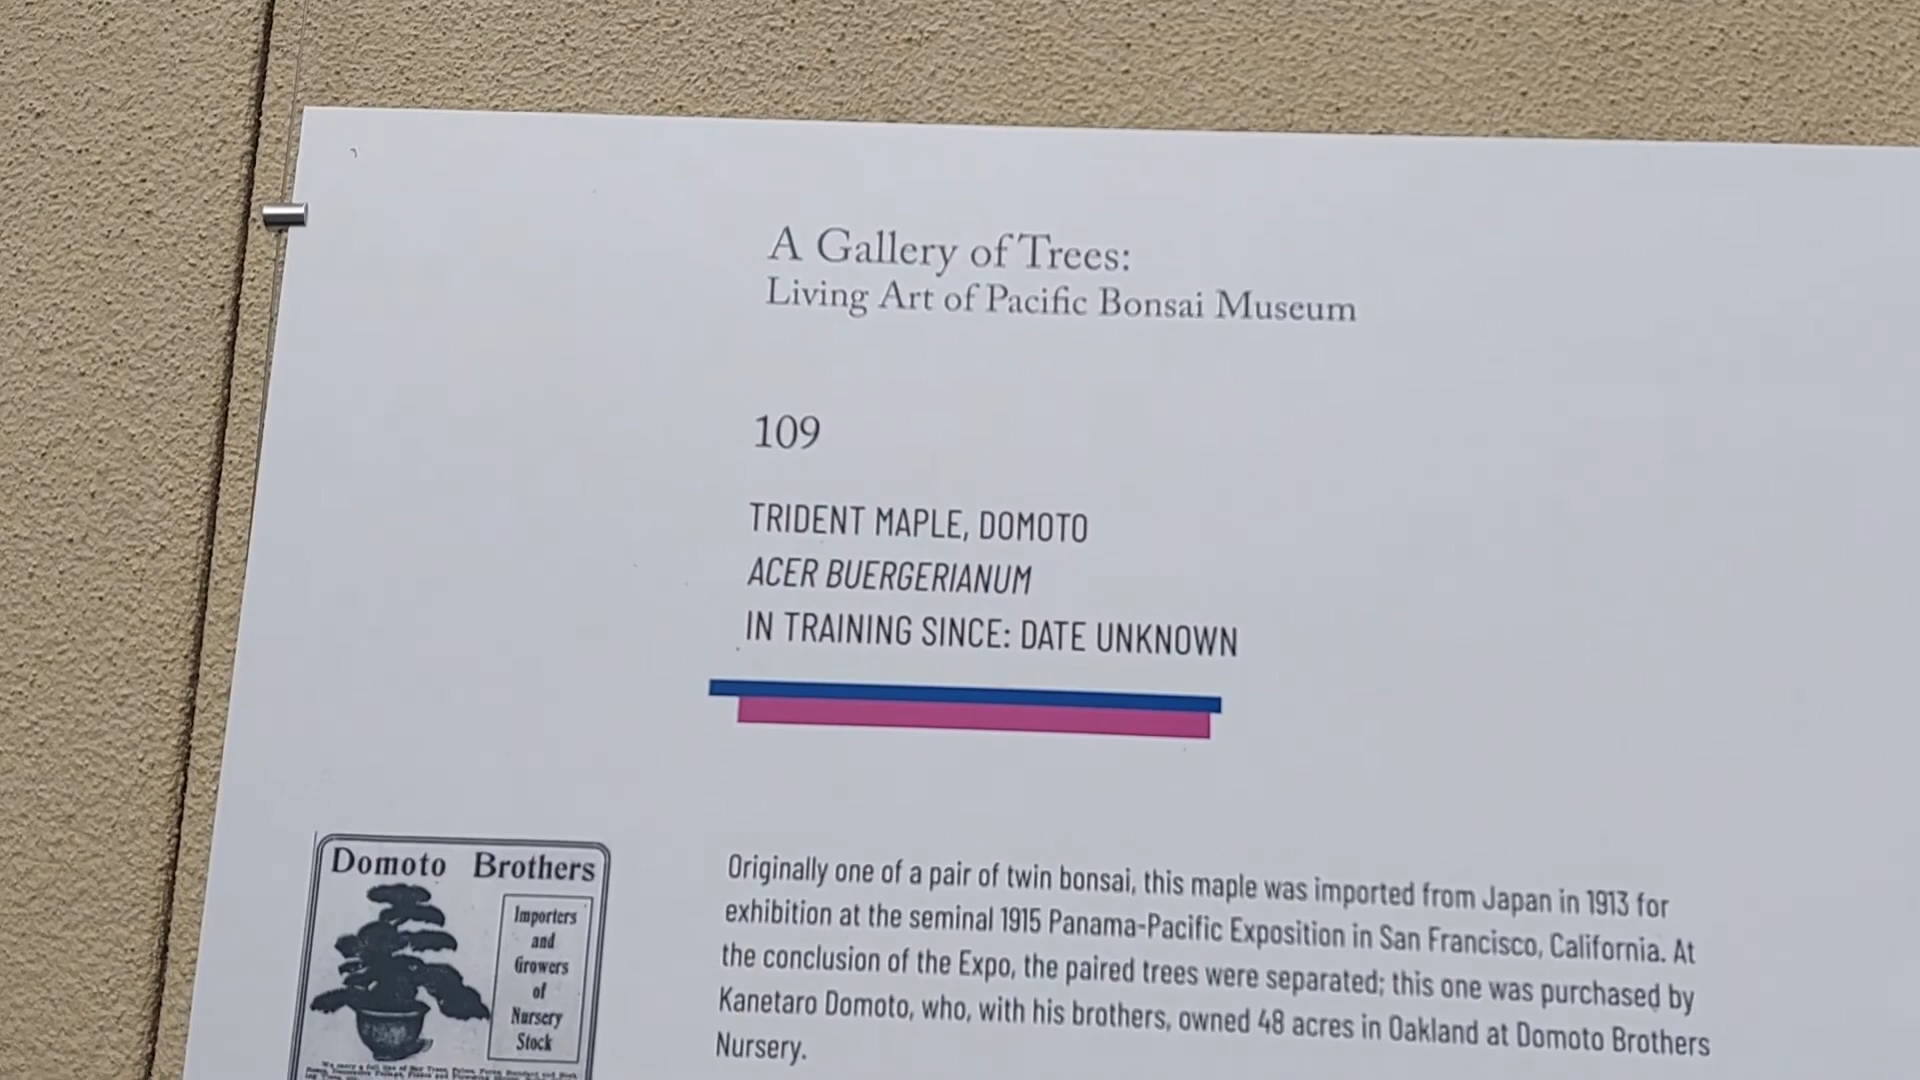 A Gallery of Trees:
Living Art of Pacific Bonsai Museum
109
TRIDENT MAPLE, DOMOTO
ACER BUERGERIANUM
IN TRAINING SINCE: DATE UNKNOWN
Domoto Brothers
Importers
and
Growers
of
Nursery
Stock
Originally one of a pair of twin bonsai, this maple was imported from Japan in 1913 for
exhibition at the seminal 1915 Panama-Pacific Exposition in San Francisco, California. At
the conclusion of the Expo, the paired trees were separated; this one was purchased by
Kanetaro Domoto, who, with his brothers, owned 48 acres in Oakland at Domoto Brothers
Nursery.